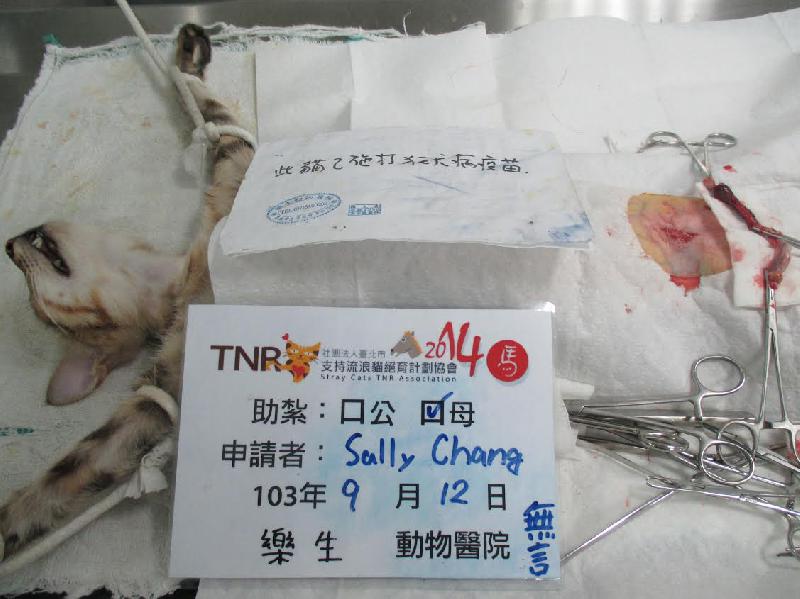 此貓已施打狂犬病疫苗.
TNR
社團法人臺北市
支持流浪貓絕育計劃協會
Stray Cats TNR Association
2014
馬
助紮：口公 口母
申請者：Sally Chang
103年 9 月 12 日
樂生 動物醫院
無言